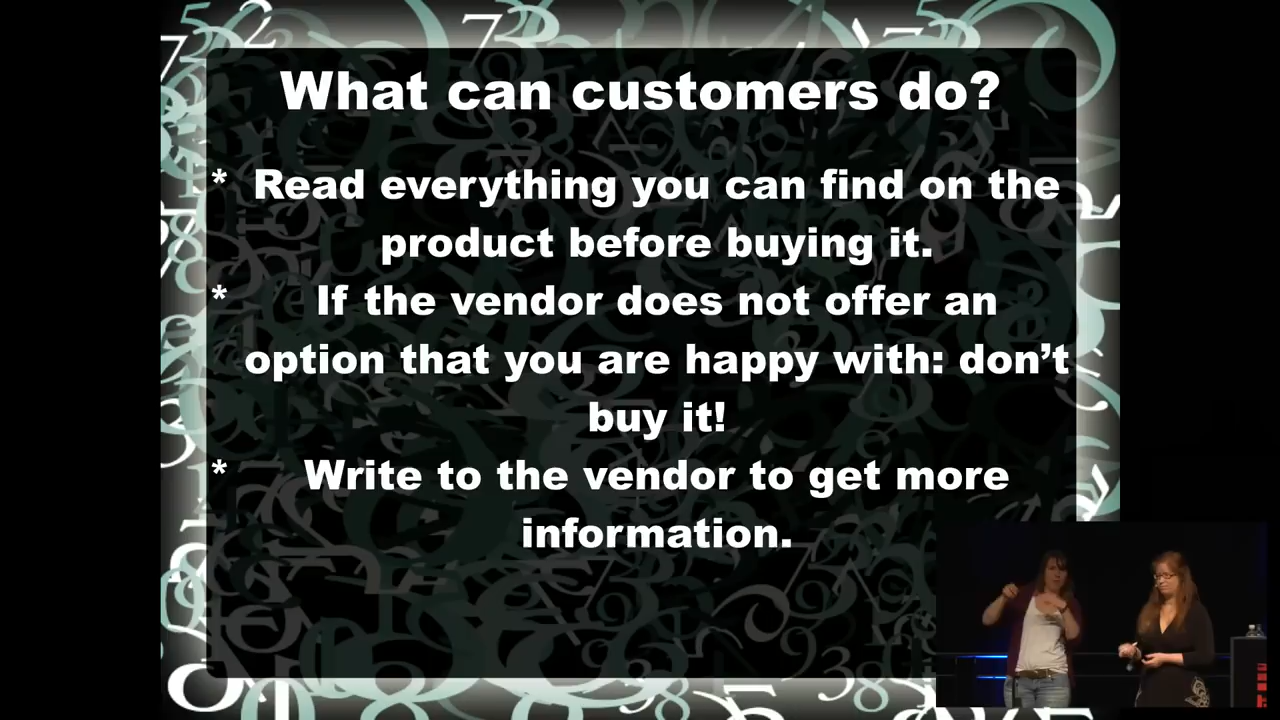 What can customers do?
* Read everything you can find on the
product before buying it.
* If the vendor does not offer an
option that you are happy with: don’t
buy it!
* Write to the vendor to get more
information.